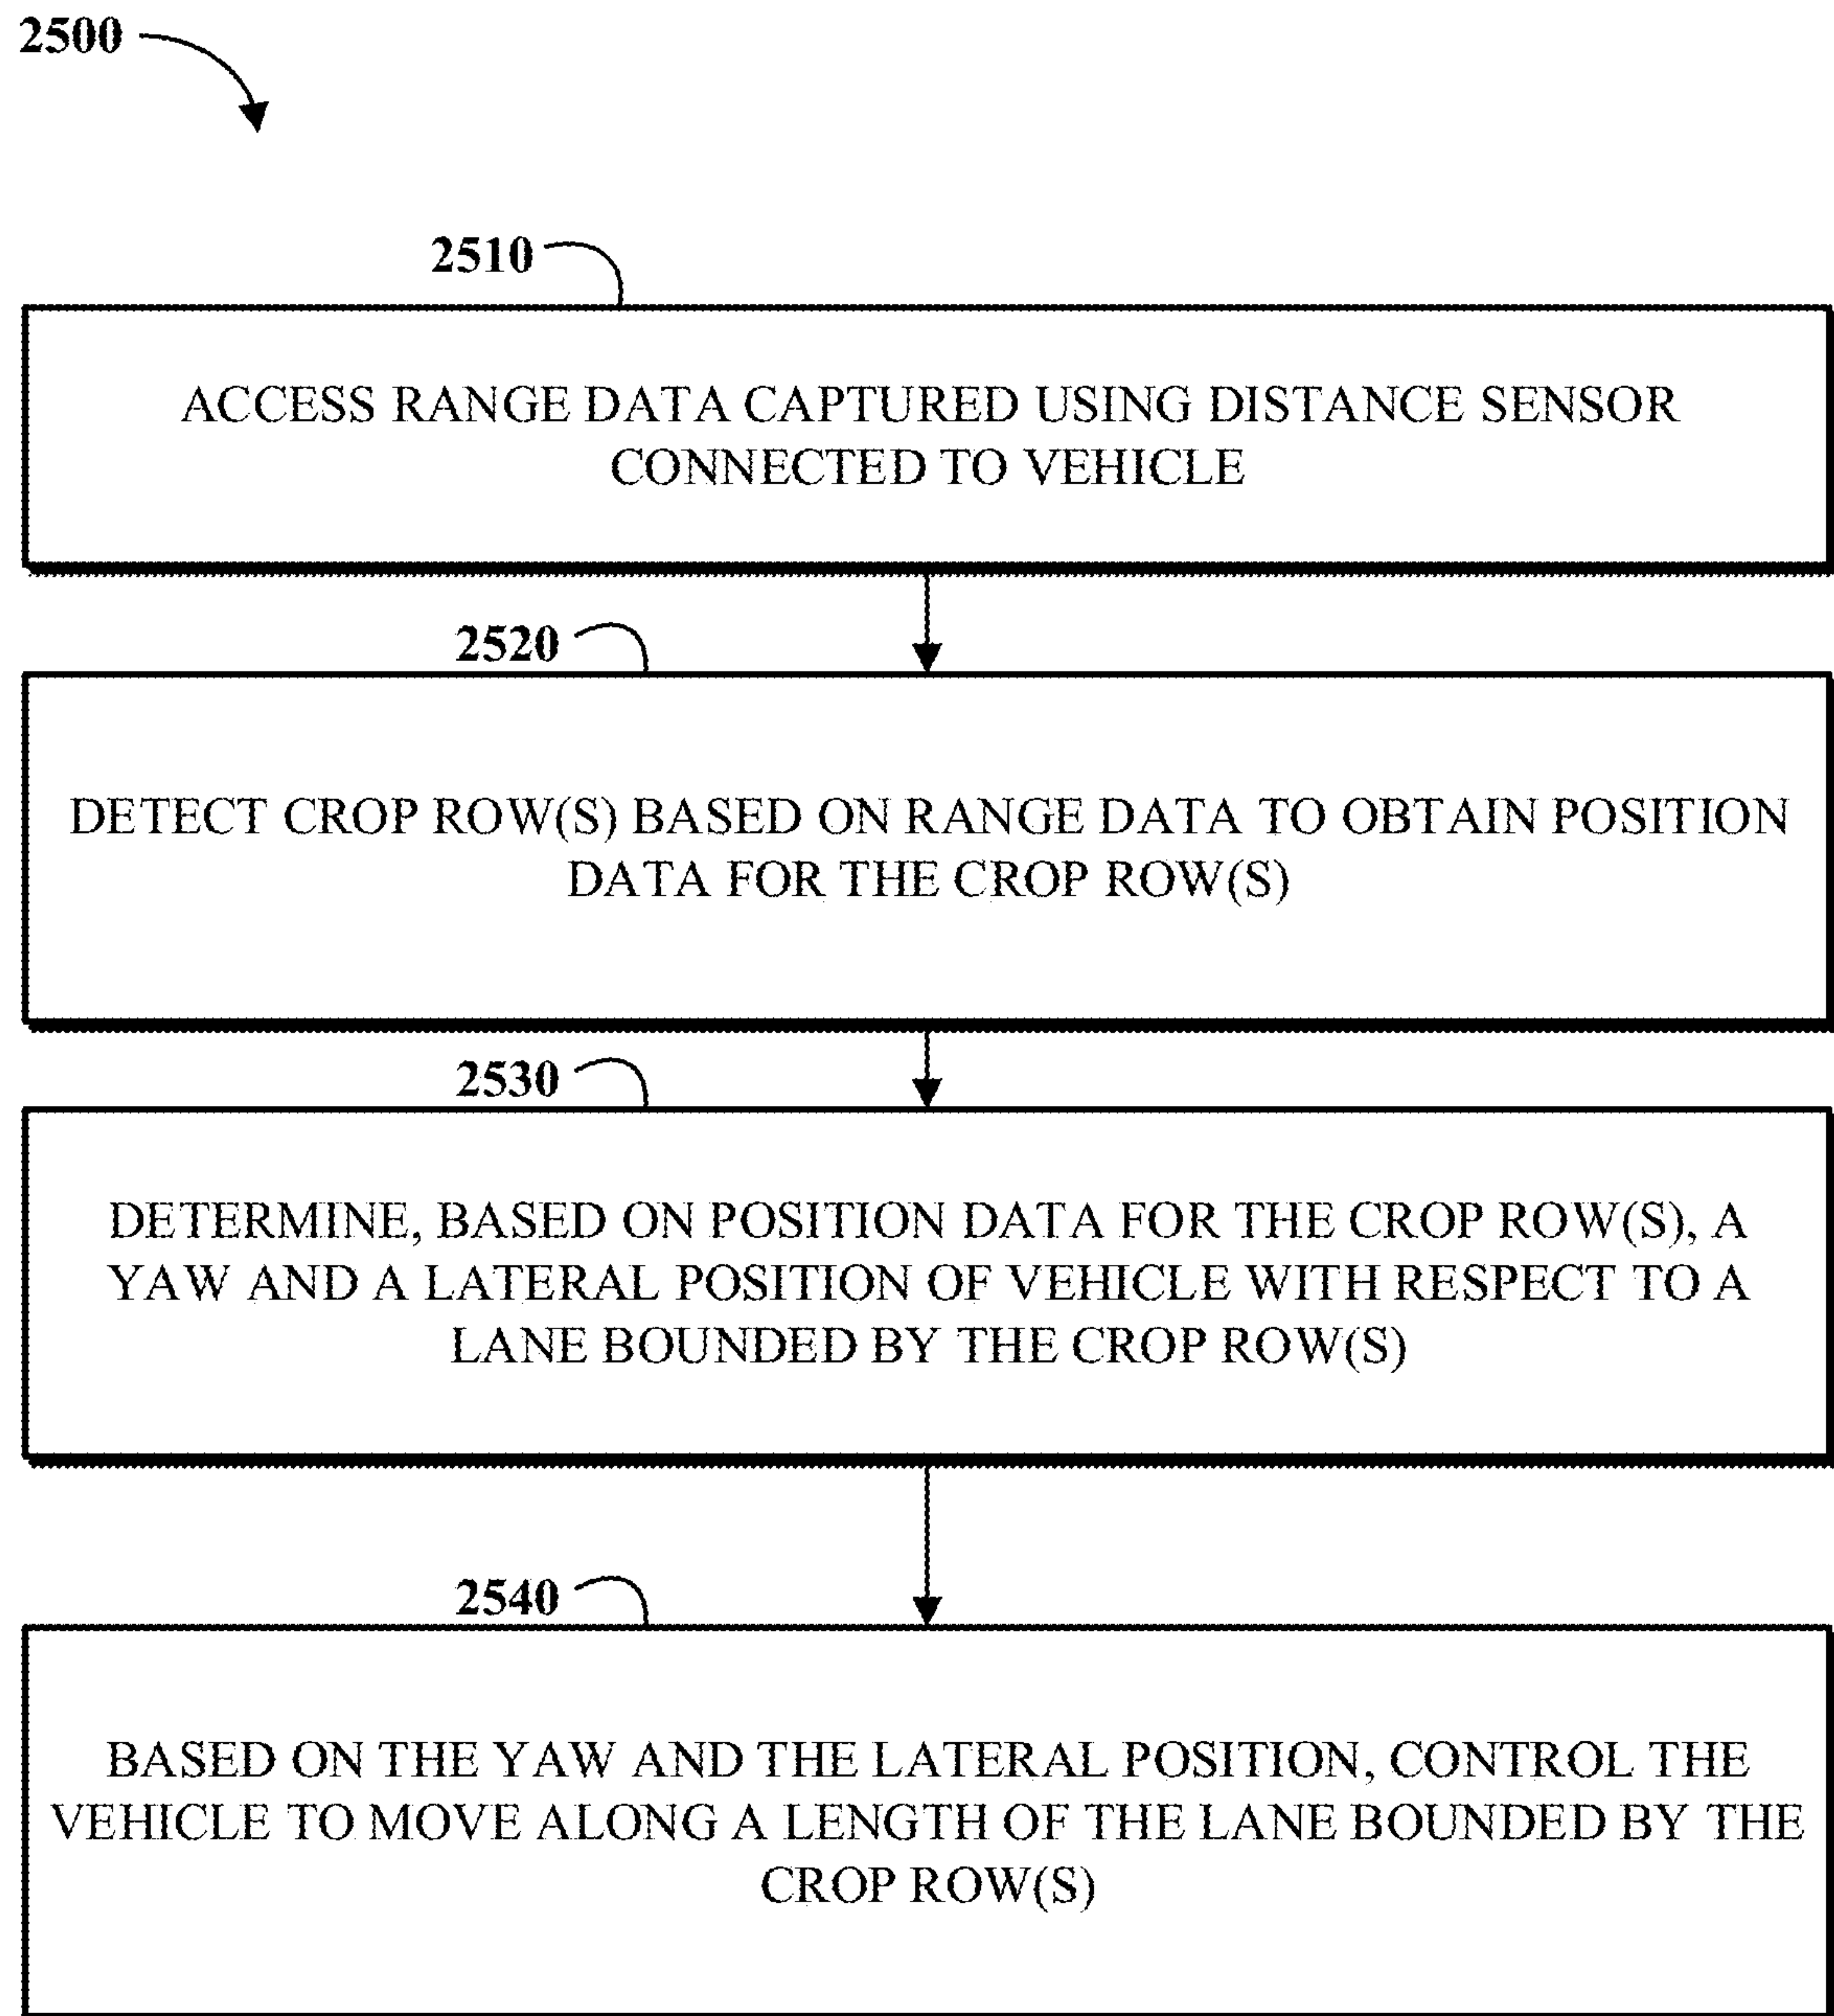 2500
2510
ACCESS RANGE DATA CAPTURED USING DISTANCE SENSOR
CONNECTED TO VEHICLE
2520
DETECT CROP ROW(S) BASED ON RANGE DATA TO OBTAIN POSITION
DATA FOR THE CROP ROW(S)
2530
DETERMINE, BASED ON POSITION DATA FOR THE CROP ROW(S), A
YAW AND A LATERAL POSITION OF VEHICLE WITH RESPECT TO A
LANE BOUNDED BY THE CROP ROW(S)
2540
BASED ON THE YAW AND THE LATERAL POSITION, CONTROL THE
VEHICLE TO MOVE ALONG A LENGTH OF THE LANE BOUNDED BY THE
CROP ROW(S)